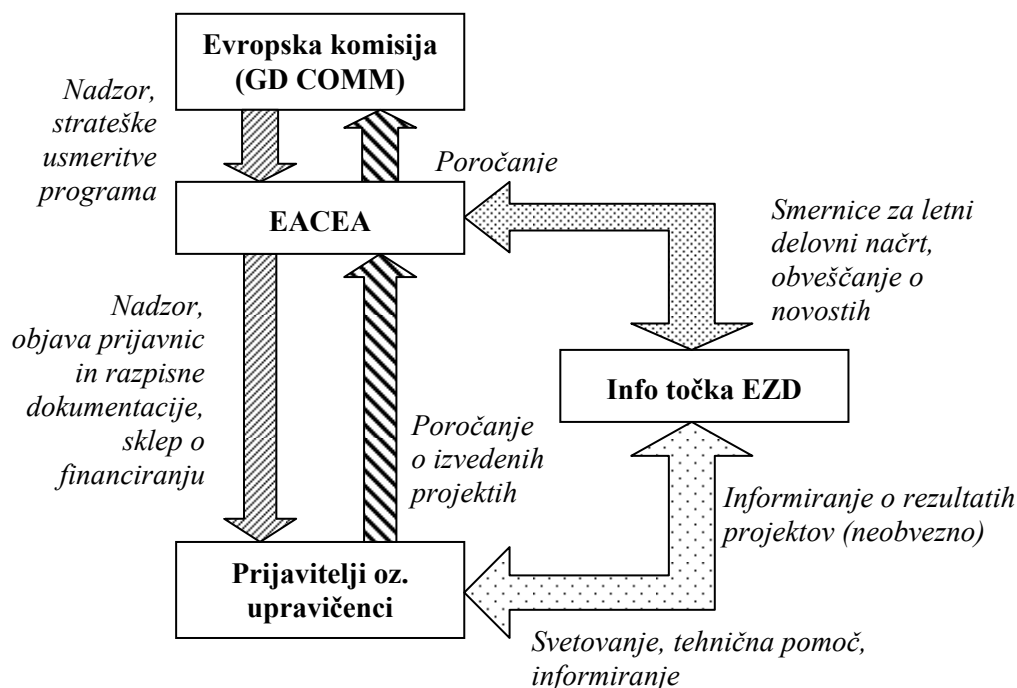 Evropska komisija
(GD COMM)
Nadzor,
strateške
usmeritve
programa
Poročanje
EACEA
Smernice za letni
delovni načrt,
obveščanje o
novostih
Nadzor,
objava prijavnic
in razpisne
dokumentacije,
sklep o
financiranju
Info točka EZD
Poročanje
o izvedenih
projektih
Informiranje o rezultatih
projektov (neobvezno)
Prijavitelji oz.
upravičenci
Svetovanje, tehnična pomoč,
informiranje